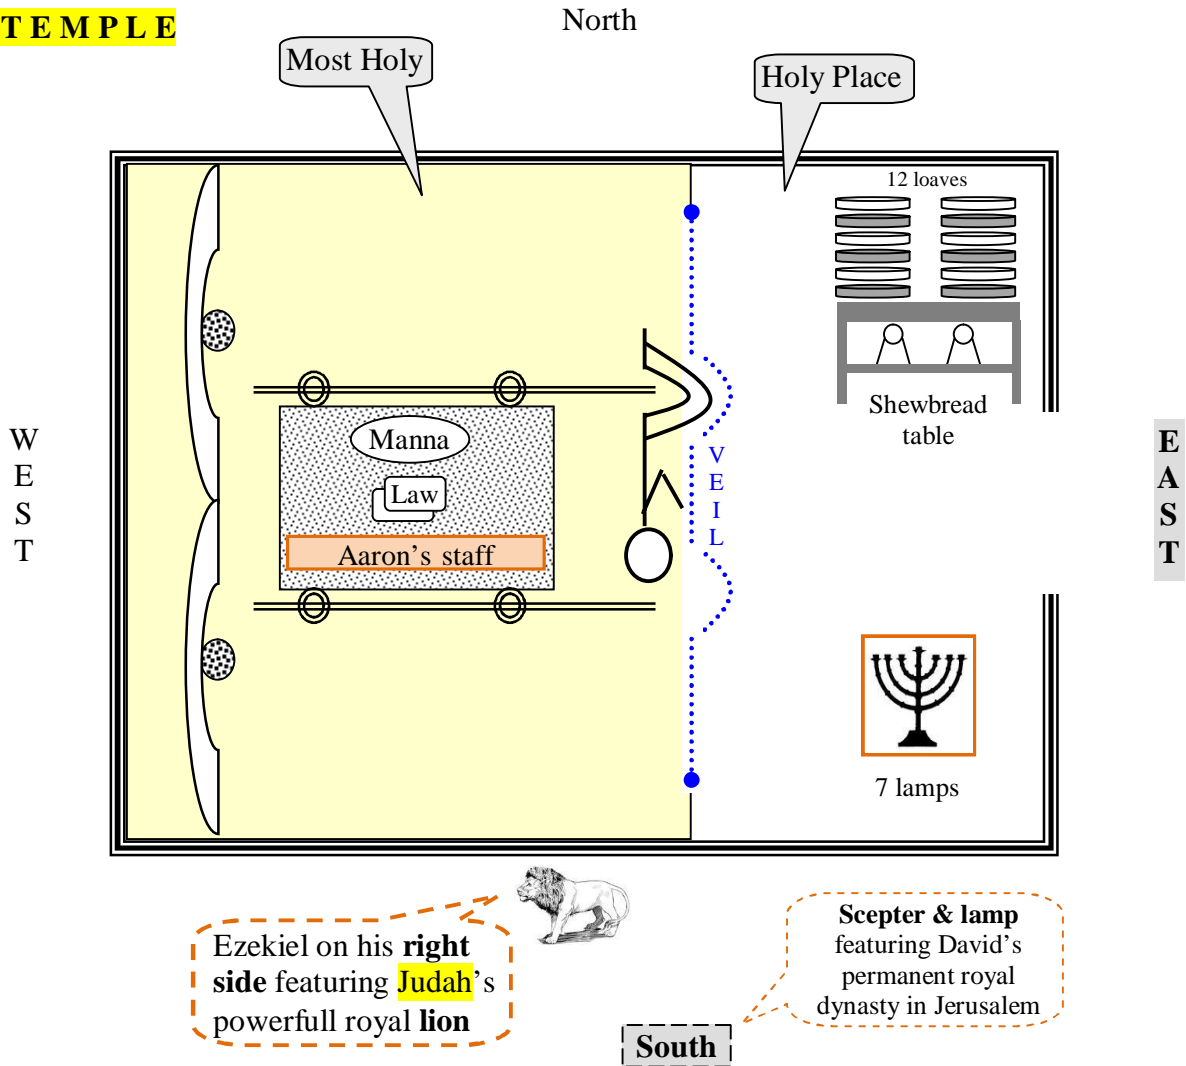 T E M P L E
North
Most Holy
Holy Place
12 loaves
Shewbread
table
W
E
S
T
Manna
Law
Aaron’s staff
V
E
I
L
E
A
S
T
7 lamps
Ezekiel on his right
side featuring Judah’s
powerfull royal lion
Scepter & lamp
featuring David’s
permanent royal
dynasty in Jerusalem
South